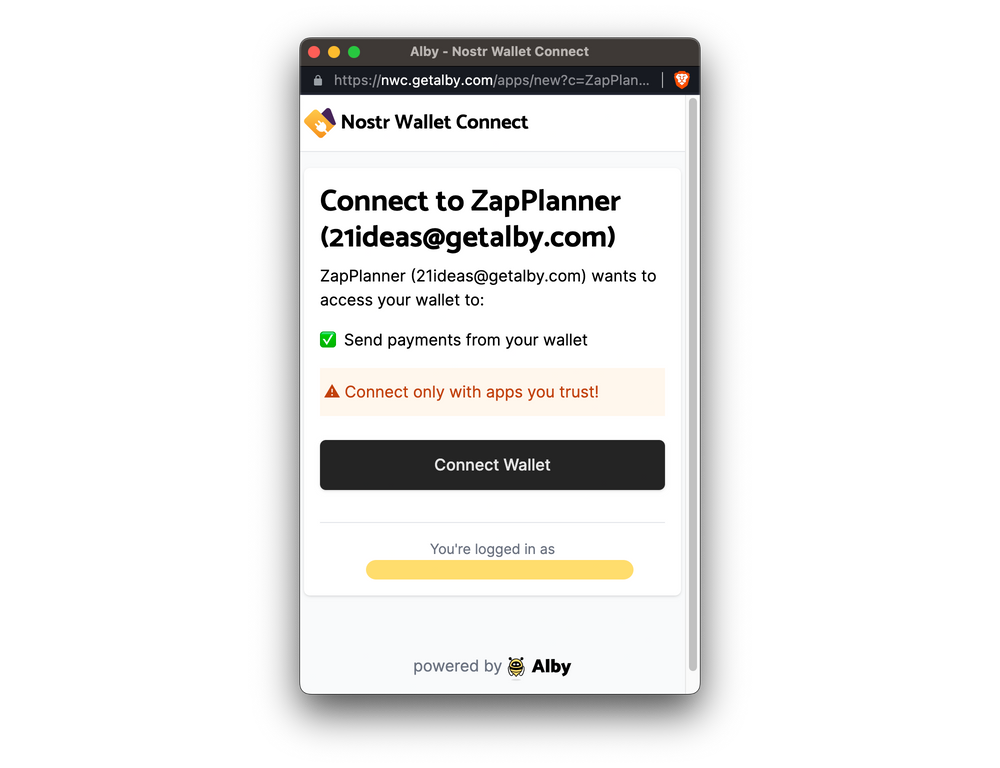 Alby - Nostr Wallet Connect
https://nwc.getalby.com/apps/new?c=ZapPlan...
Nostr Wallet Connect
Connect to ZapPlanner
(21ideas@getalby.com)
ZapPlanner (21ideas@getalby.com) wants to
access your wallet to:
Send payments from your wallet
Connect only with apps you trust!
Connect Wallet
You're logged in as
powered by Alby